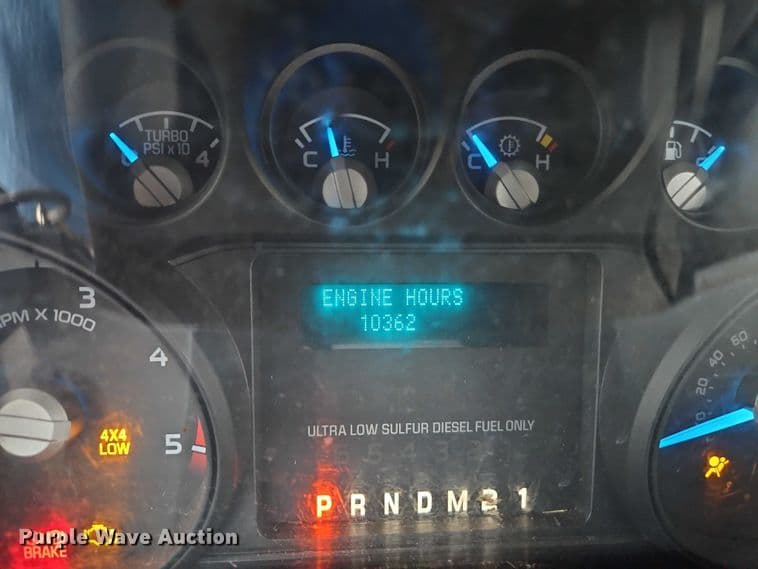 TURBO
PSI x 10
0 4
C H
C H
ENGINE HOURS
10362
3
RPM X 1000
4
4X4
LOW
5
60
40
20
ULTRA LOW SULFUR DIESEL FUEL ONLY
P R N D M 2 1
BRAKE
Purple Wave Auction